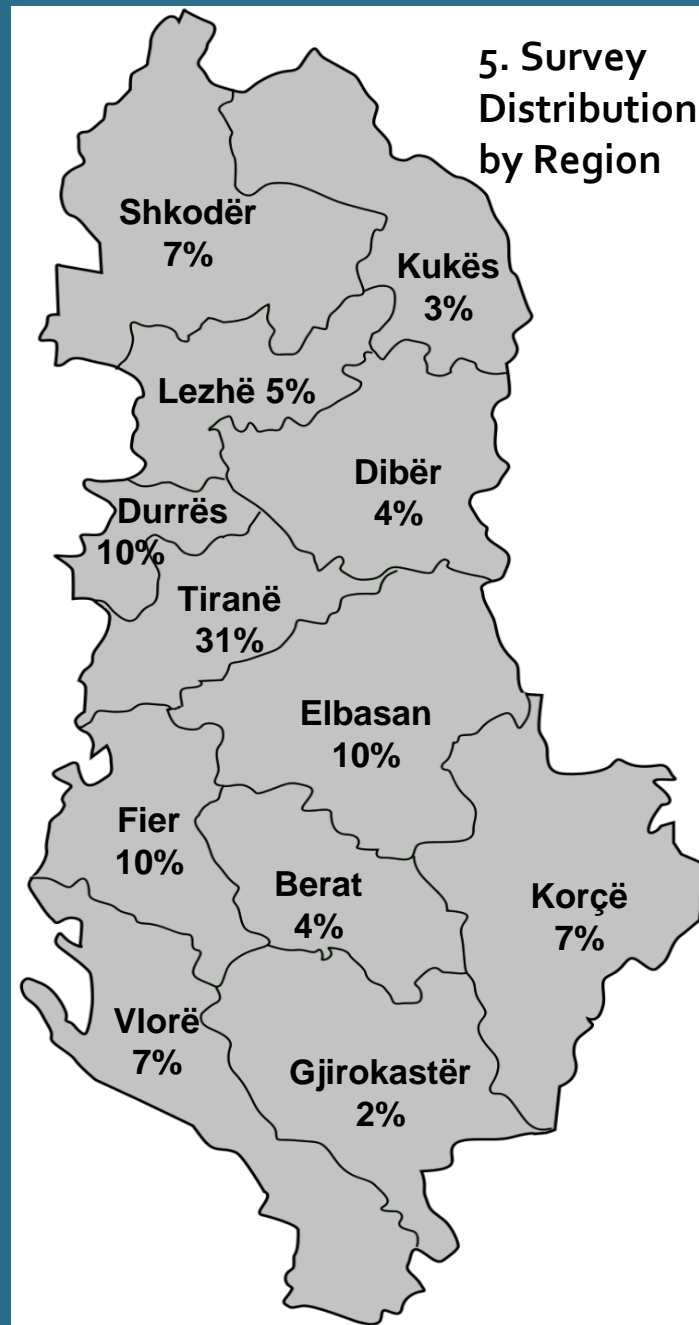 5. Survey
Distribution
by Region
Shkodër
7%
Kukës
3%
Lezhë 5%
Dibër
4%
Durrës
10%
Tiranë
31%
Elbasan
10%
Fier
10%
Berat
4%
Korçë
7%
Vlorë
7%
Gjirokastër
2%